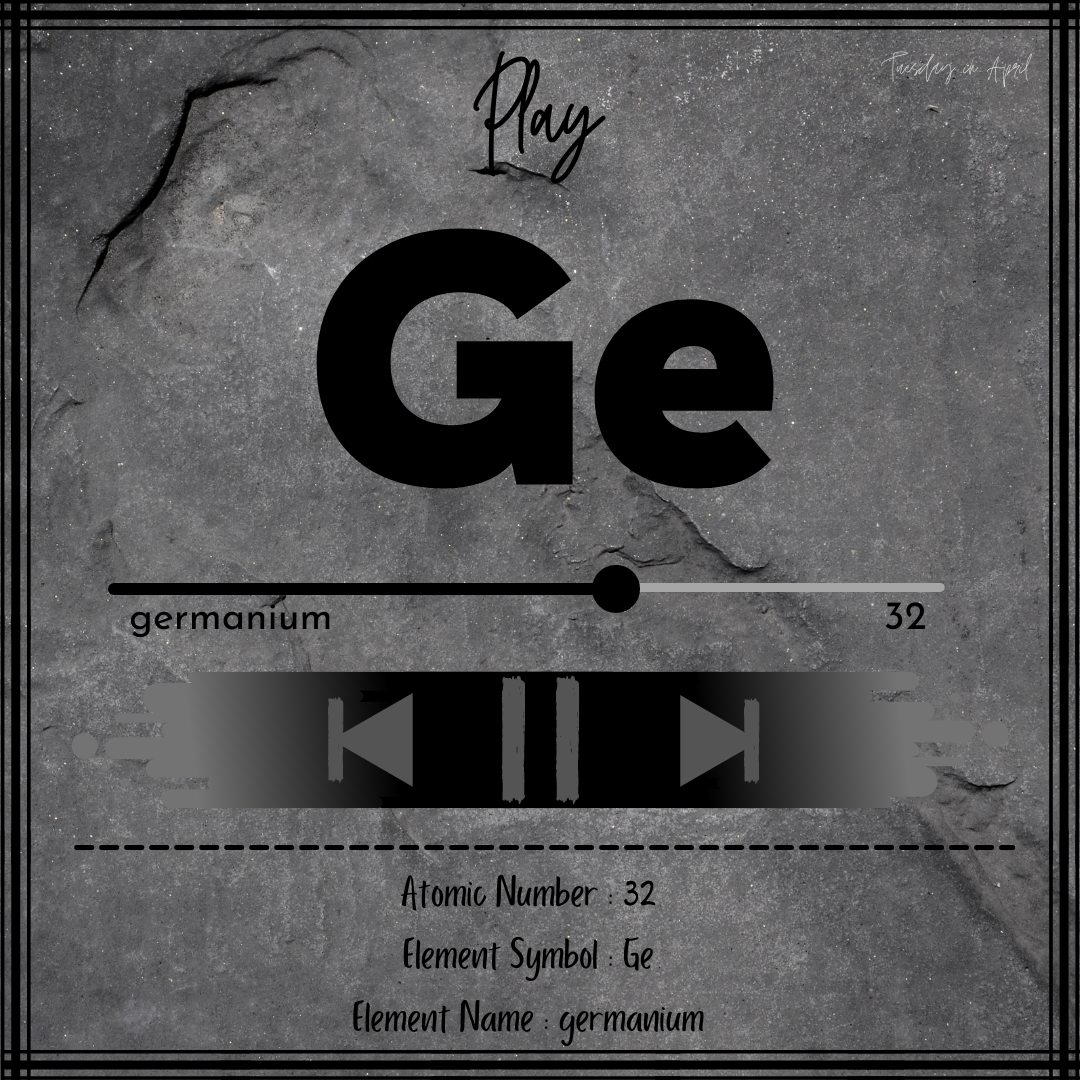 Tuesday in April
Play
Ge
germanium 32
Atomic Number : 32
Element Symbol : Ge
Element Name : germanium